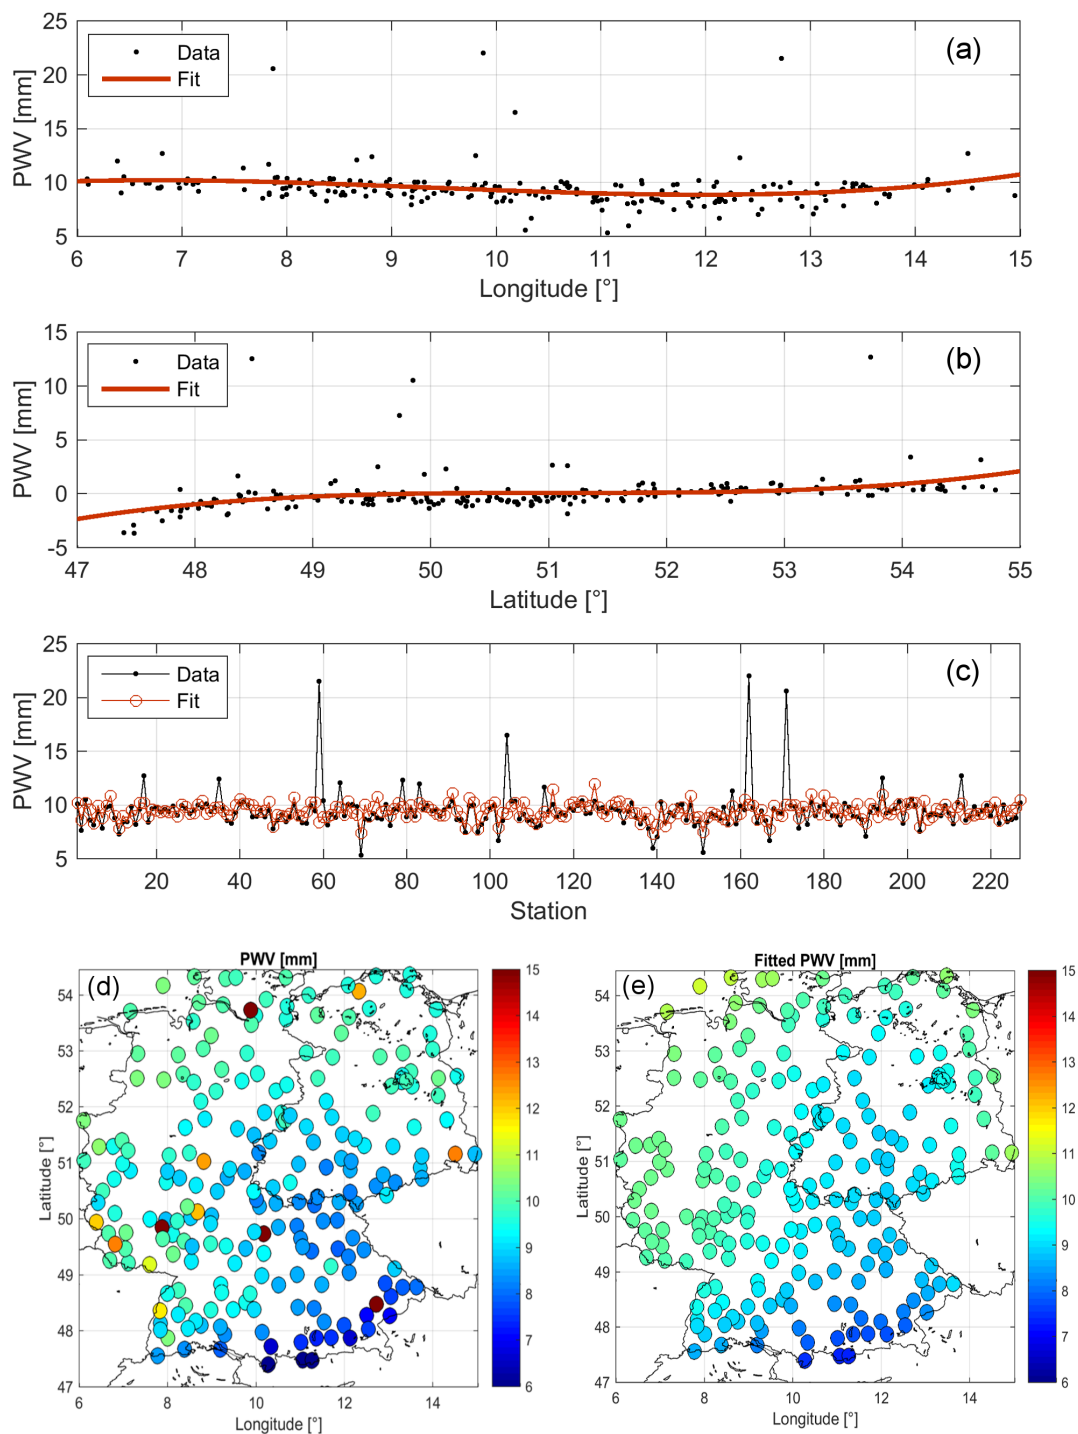 25
20
15
10
5
PWV [mm]
Data
Fit
(a)
6 7 8 9 10 11 12 13 14 15
Longitude [°]
15
10
5
0
-5
PWV [mm]
Data
Fit
(b)
47 48 49 50 51 52 53 54 55
Latitude [°]
25
20
15
10
5
PWV [mm]
Data
Fit
(c)
20 40 60 80 100 120 140 160 180 200 220
Station
PWV [mm]
(d)
54
53
52
51
50
49
48
47
Latitude [°]
6 8 10 12 14
Longitude [°]
15
14
13
12
11
10
9
8
7
6
Fitted PWV [mm]
(e)
54
53
52
51
50
49
48
47
Latitude [°]
6 8 10 12 14
Longitude [°]
15
14
13
12
11
10
9
8
7
6